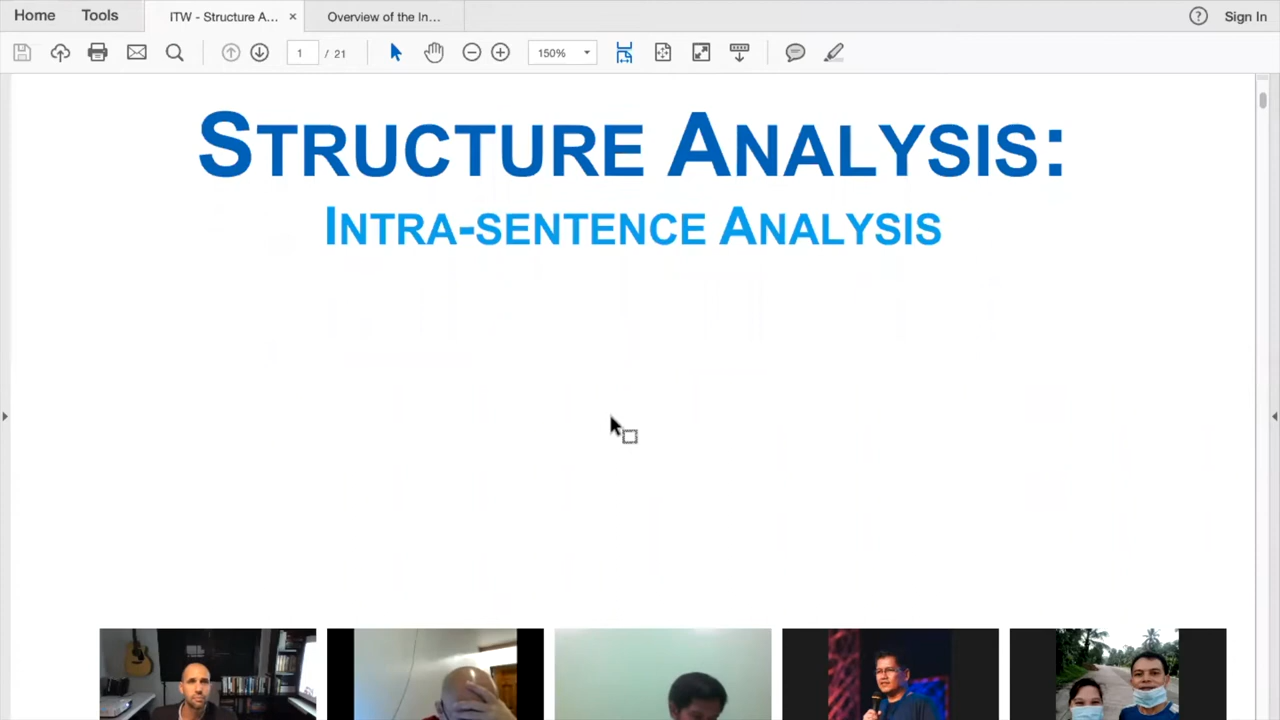 Home Tools ITW - Structure A... × Overview of the In... ? Sign In
1 / 21 150%
STRUCTURE ANALYSIS:
INTRA-SENTENCE ANALYSIS